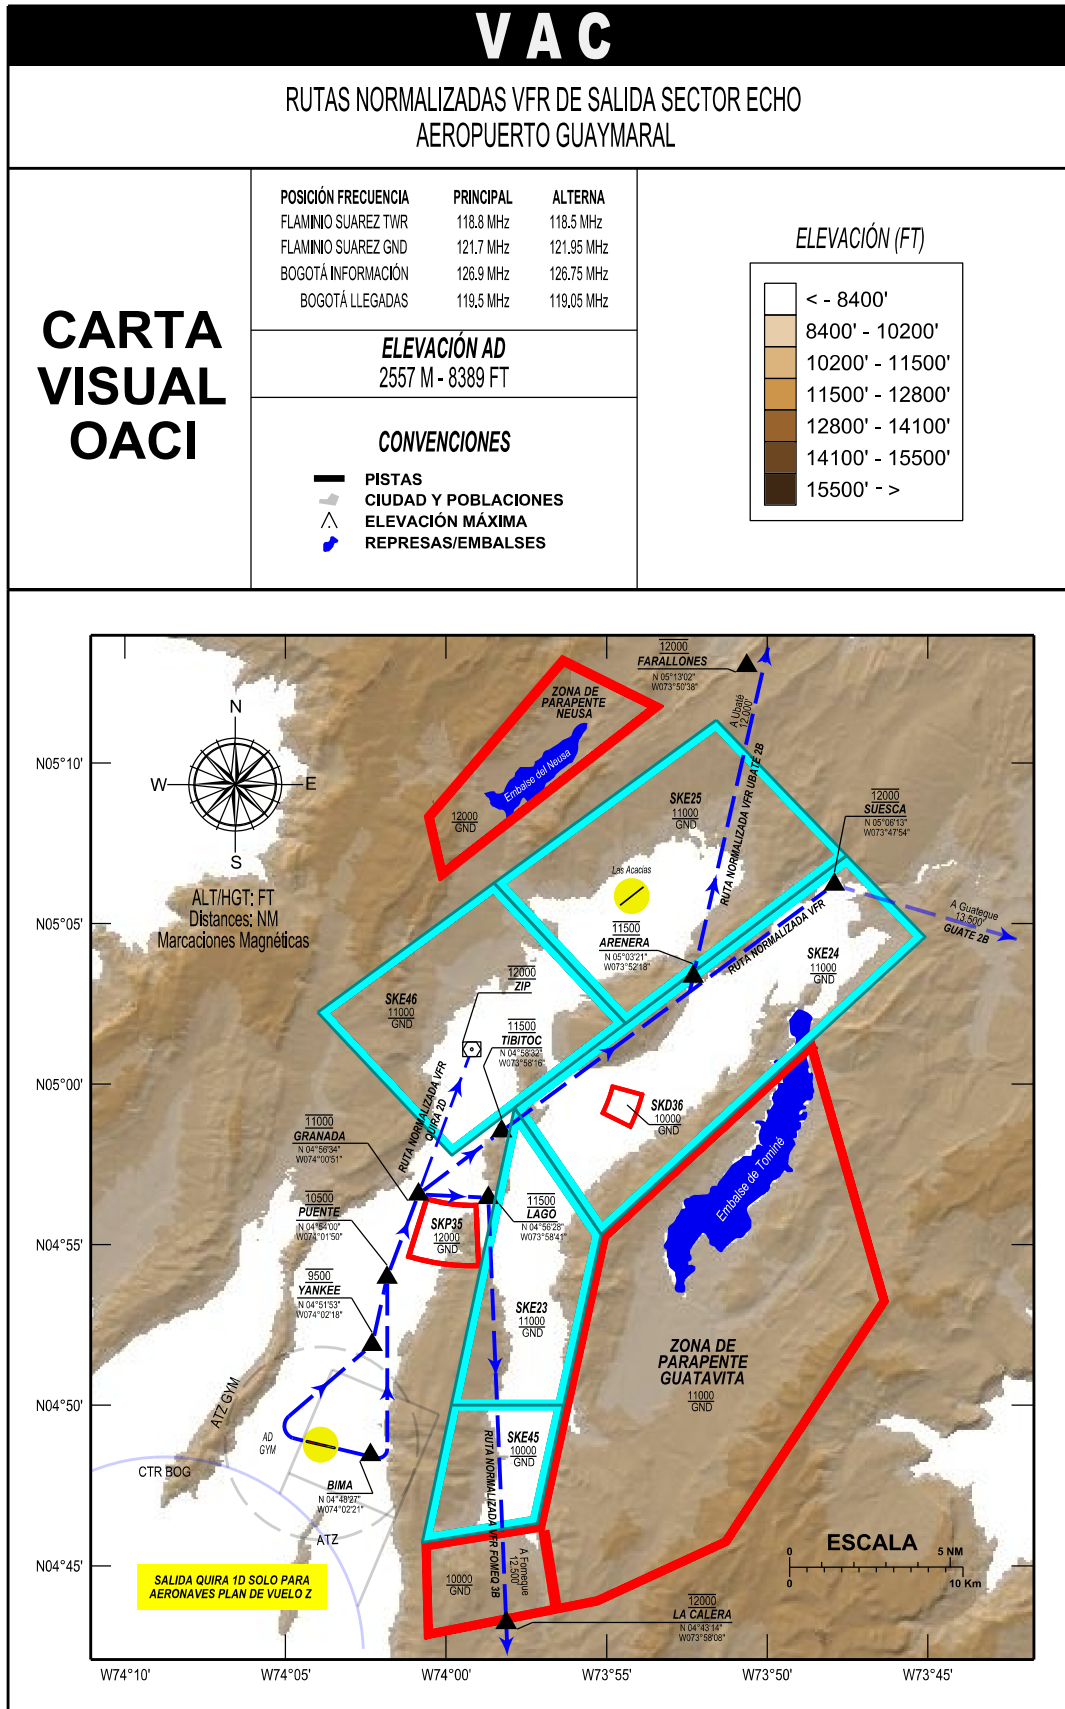 VAC
RUTAS NORMALIZADAS VFR DE SALIDA SECTOR ECHO
AEROPUERTO GUAYMARAL
CARTA
VISUAL
OACI
POSICIÓN FRECUENCIA PRINCIPAL ALTERNA
FLAMINIO SUAREZ TWR 118.8 MHz 118.5 MHz
FLAMINIO SUAREZ GND 121.7 MHz 121.95 MHz
BOGOTÁ INFORMACIÓN 126.9 MHz 126.75 MHz
BOGOTÁ LLEGADAS 119.5 MHz 119.05 MHz
ELEVACIÓN AD
2557 M - 8389 FT
CONVENCIONES
PISTAS
CIUDAD Y POBLACIONES
ELEVACIÓN MÁXIMA
REPRESAS/EMBALSES
ELEVACIÓN (FT)
< - 8400'
8400' - 10200'
10200' - 11500'
11500' - 12800'
12800' - 14100'
14100' - 15500'
15500' - >
12000
FARALLONES
N 05°13'02"
W073°50'38"
ZONA DE
PARAPENTE
NEUSA
Embalse del Neusa
12000
GND
A Ubaté
12.000'
RUTA NORMALIZADA VFR UBATE 2B
N
W
E
S
ALT/HGT: FT
Distances: NM
Marcaciones Magnéticas
SKE25
11000
GND
12000
SUESCA
N 05°06'13"
W073°47'54"
Las Acacias
11500
ARENERA
N 05°03'21"
W073°52'18"
RUTA NORMALIZADA VFR
A Guateque
13.500'
GUATE 2B
SKE24
11000
GND
SKE46
11000
GND
12000
ZIP
11500
TIBITOC
N 04°58'32"
W073°58'16"
RUTA NORMALIZADA VFR
QUIRA 2D
SKD36
10000
GND
11000
GRANADA
N 04°56'34"
W074°00'51"
10500
PUENTE
N 04°54'00"
W074°01'50"
SKP35
12000
GND
11500
LAGO
N 04°56'28"
W073°58'41"
Embalse de Tominé
9500
YANKEE
N 04°51'53"
W074°02'18"
SKE23
11000
GND
ZONA DE
PARAPENTE
GUATAVITA
11000
GND
ATZ GYM
AD
GYM
SKE45
10000
GND
CTR BOG
BIMA
N 04°48'27"
W074°02'21"
ATZ
RUTA NORMALIZADA VFR FOMEQ 3B
A Fomeque
12.500'
10000
GND
SALIDA QUIRA 1D SOLO PARA
AERONAVES PLAN DE VUELO Z
12000
LA CALERA
N 04°43'14"
W073°58'08"
ESCALA
0 5 NM
0 10 Km
N05°10'
N05°05'
N05°00'
N04°55'
N04°50'
N04°45'
W74°10' W74°05' W74°00' W73°55' W73°50' W73°45'